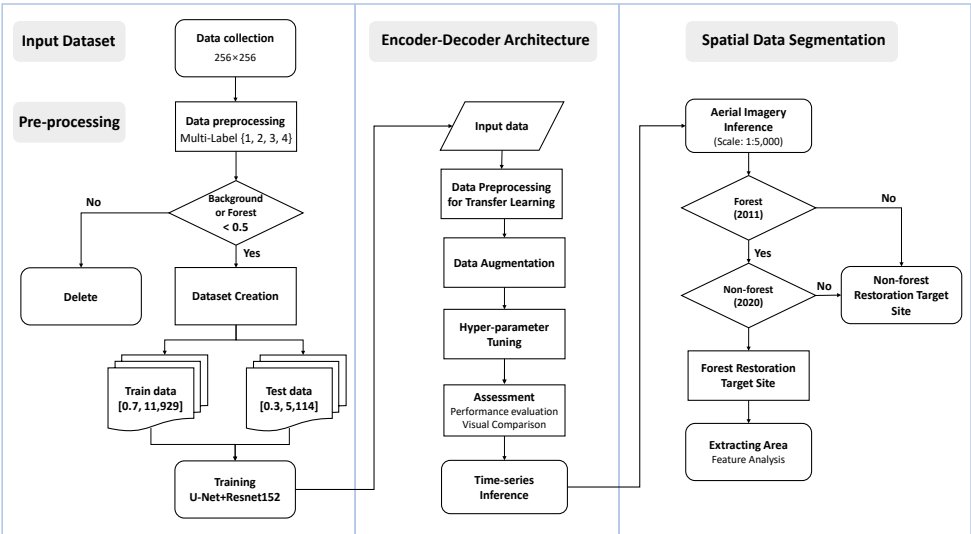 Input Dataset
Data collection
256×256
Pre-processing
Data preprocessing
Multi-Label {1, 2, 3, 4}
Background
or Forest
< 0.5
No
Yes
Delete
Dataset Creation
Train data
[0.7, 11,929]
Test data
[0.3, 5,114]
Training
U-Net+Resnet152
Encoder-Decoder Architecture
Input data
Data Preprocessing
for Transfer Learning
Data Augmentation
Hyper-parameter
Tuning
Assessment
Performance evaluation
Visual Comparison
Time-series
Inference
Spatial Data Segmentation
Aerial Imagery
Inference
(Scale: 1:5,000)
Forest
(2011)
No
Yes
Non-forest
(2020)
No
Non-forest
Restoration Target
Site
Forest Restoration
Target Site
Extracting Area
Feature Analysis